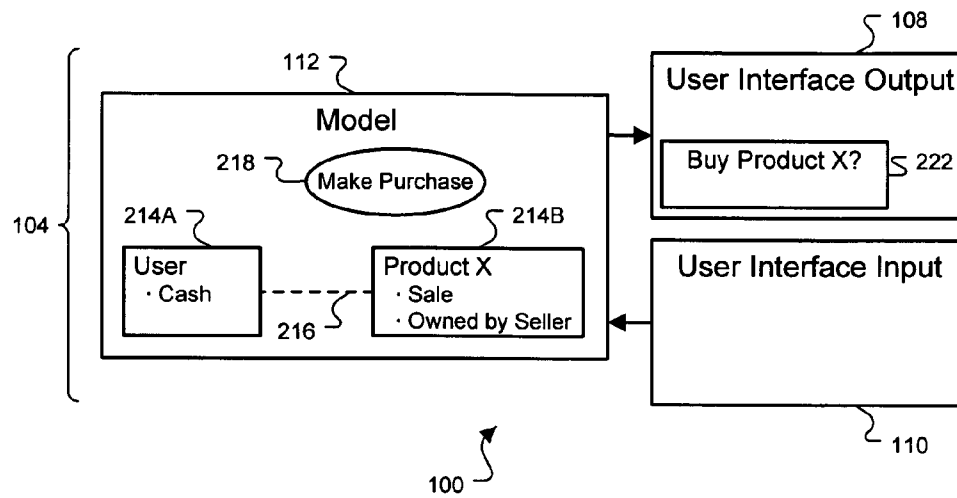 108
112
User Interface Output
Model
218
Make Purchase
Buy Product X?
222
104
214A
214B
User
· Cash
Product X
· Sale
· Owned by Seller
216
User Interface Input
110
100